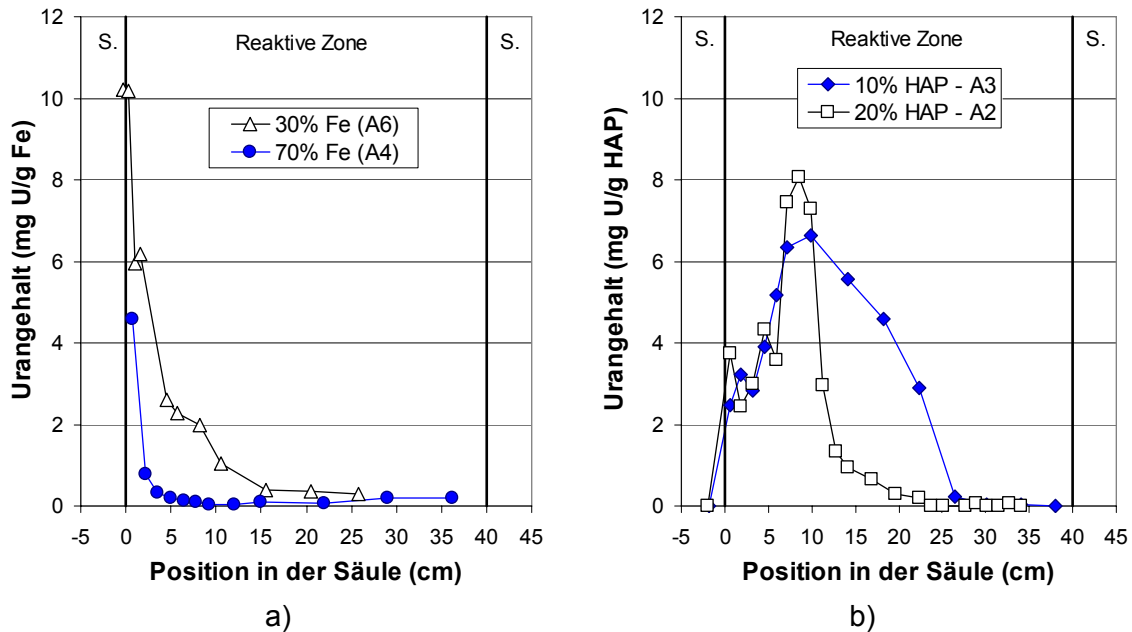 S. Reaktive Zone S.
30% Fe (A6)
70% Fe (A4)
Urangehalt (mg U/g Fe)
12
10
8
6
4
2
0
-5 0 5 10 15 20 25 30 35 40 45
Position in der Säule (cm)
a)
S. Reaktive Zone S.
10% HAP - A3
20% HAP - A2
Urangehalt (mg U/g HAP)
12
10
8
6
4
2
0
-5 0 5 10 15 20 25 30 35 40 45
Position in der Säule (cm)
b)